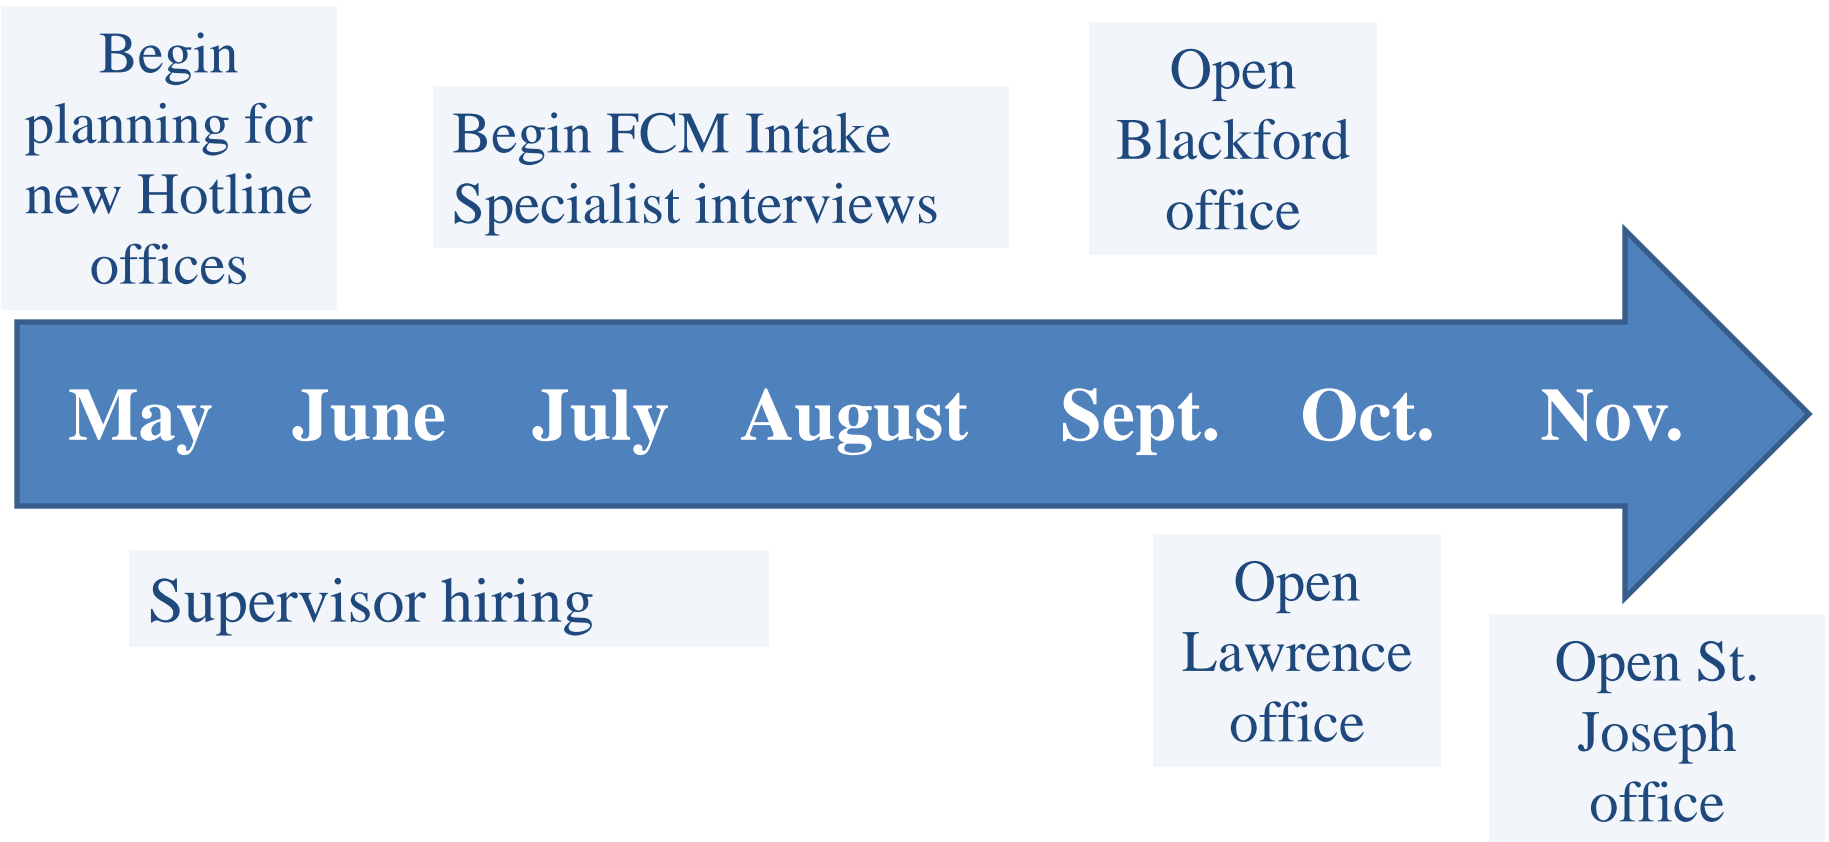 Begin
planning for
new Hotline
offices
Begin FCM Intake
Specialist interviews
Open
Blackford
office
May June July August Sept. Oct. Nov.
Supervisor hiring
Open
Lawrence
office
Open St.
Joseph
office